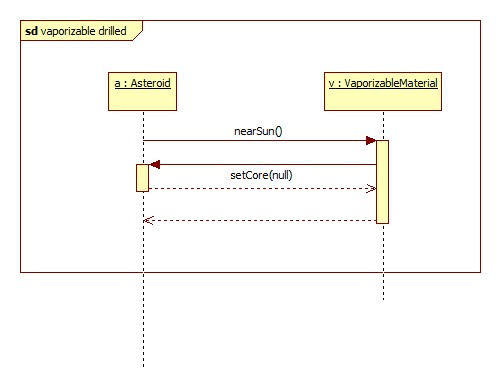 sd vaporizable drilled
a : Asteroid
v : VaporizableMaterial
nearSun()
setCore(null)